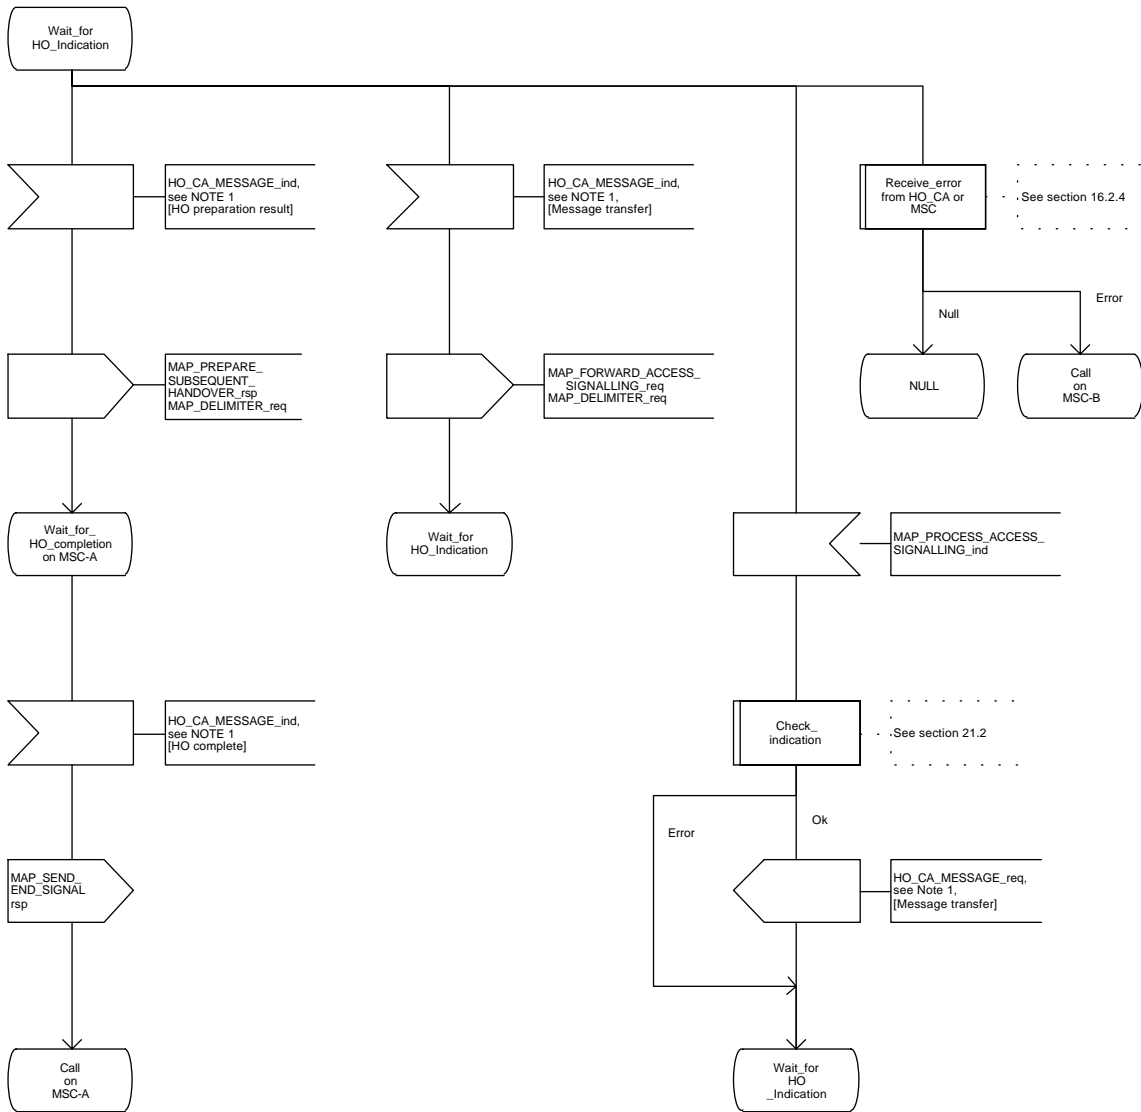 Wait_for
HO_Indication
HO_CA_MESSAGE_ind,
see NOTE 1
[HO preparation result]
HO_CA_MESSAGE_ind,
see NOTE 1,
[Message transfer]
Receive_error
from HO_CA or
MSC
See section 16.2.4
Null
Error
MAP_PREPARE_
SUBSEQUENT_
HANDOVER_rsp
MAP_DELIMITER_req
MAP_FORWARD_ACCESS_
SIGNALLING_req
MAP_DELIMITER_req
NULL
Call
on
MSC-B
Wait_for_
HO_completion
on MSC-A
Wait_for
HO_Indication
MAP_PROCESS_ACCESS_
SIGNALLING_ind
HO_CA_MESSAGE_ind,
see NOTE 1
[HO complete]
Check_
indication
See section 21.2
Error
Ok
MAP_SEND_
END_SIGNAL
rsp
HO_CA_MESSAGE_req,
see Note 1,
[Message transfer]
Call
on
MSC-A
Wait_for
HO
_Indication